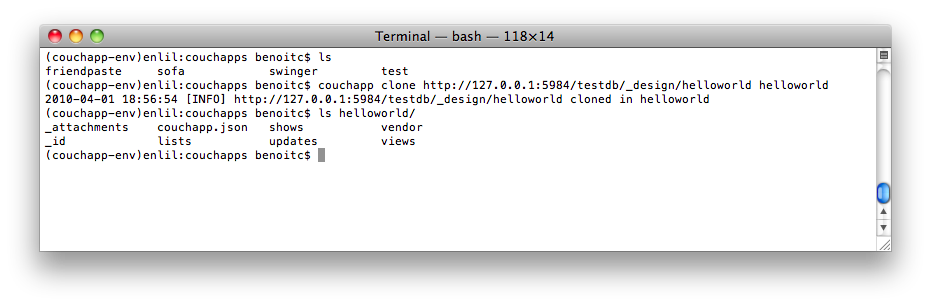 Terminal — bash — 118×14
(couchapp-env)enlil:couchapps benoitc$ ls
friendpaste     sofa            swinger         test
(couchapp-env)enlil:couchapps benoitc$ couchapp clone http://127.0.0.1:5984/testdb/_design/helloworld helloworld
2010-04-01 18:56:54 [INFO] http://127.0.0.1:5984/testdb/_design/helloworld cloned in helloworld
(couchapp-env)enlil:couchapps benoitc$ ls helloworld/
_attachments    couchapp.json   shows           vendor
_id             lists           updates         views
(couchapp-env)enlil:couchapps benoitc$